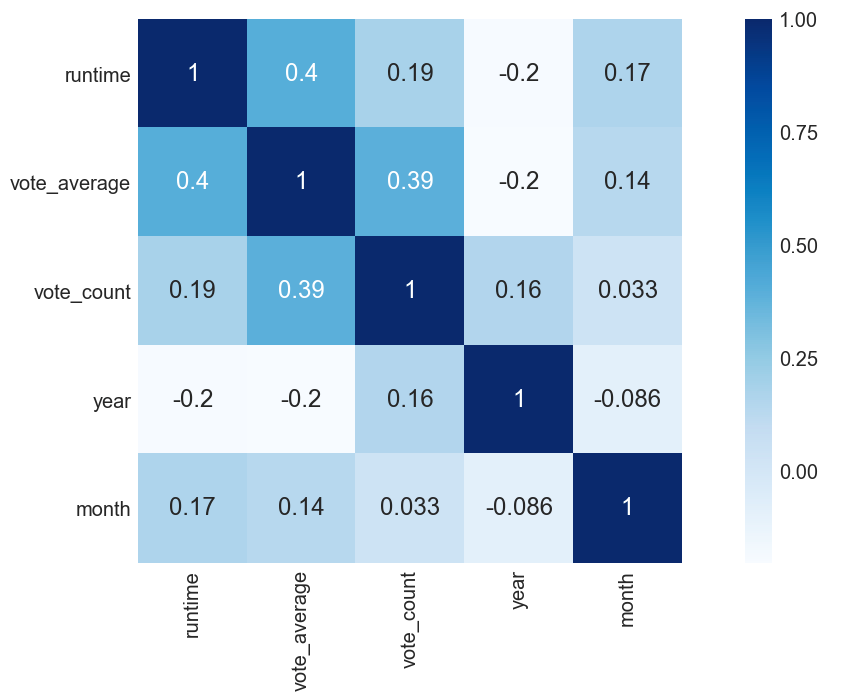 runtime 1 0.4 0.19 -0.2 0.17
vote_average 0.4 1 0.39 -0.2 0.14
vote_count 0.19 0.39 1 0.16 0.033
year -0.2 -0.2 0.16 1 -0.086
month 0.17 0.14 0.033 -0.086 1
runtime
vote_average
vote_count
year
month
1.00
0.75
0.50
0.25
0.00